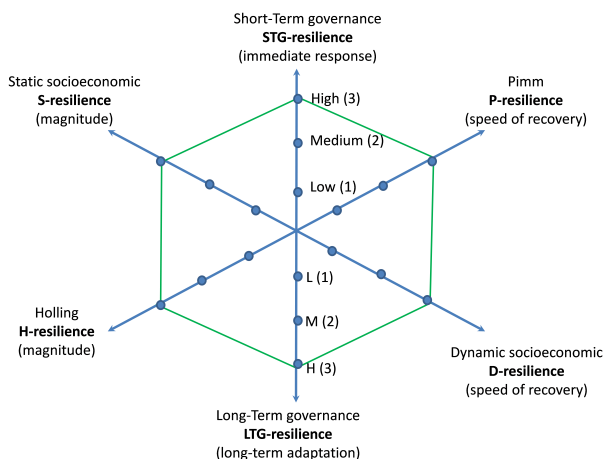 Short-Term governance
STG-resilience
(immediate response)
Static socioeconomic
S-resilience
(magnitude)
Pimm
P-resilience
(speed of recovery)
High (3)
Medium (2)
Low (1)
L (1)
M (2)
H (3)
Holling
H-resilience
(magnitude)
Dynamic socioeconomic
D-resilience
(speed of recovery)
Long-Term governance
LTG-resilience
(long-term adaptation)